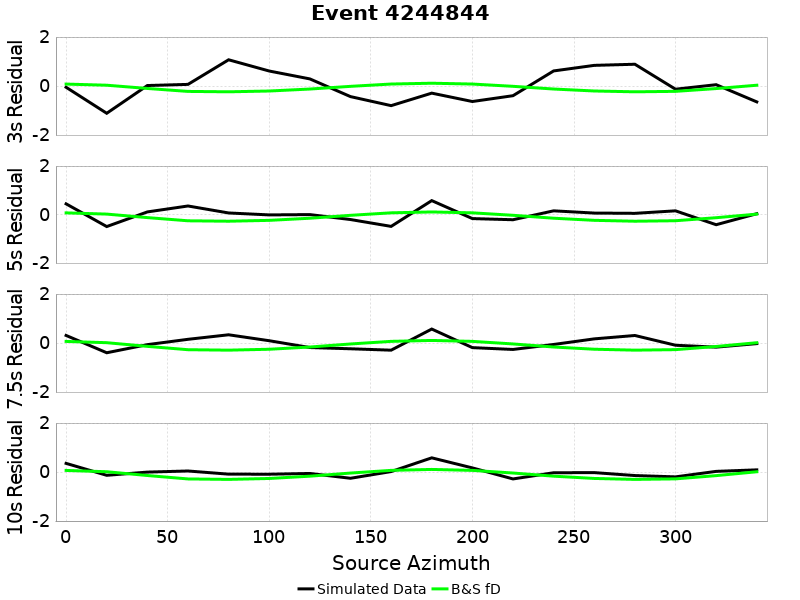 Event 4244844
3s Residual
2
0
-2
5s Residual
2
0
-2
7.5s Residual
2
0
-2
10s Residual
2
0
-2
0 50 100 150 200 250 300
Source Azimuth
Simulated Data B&S fD